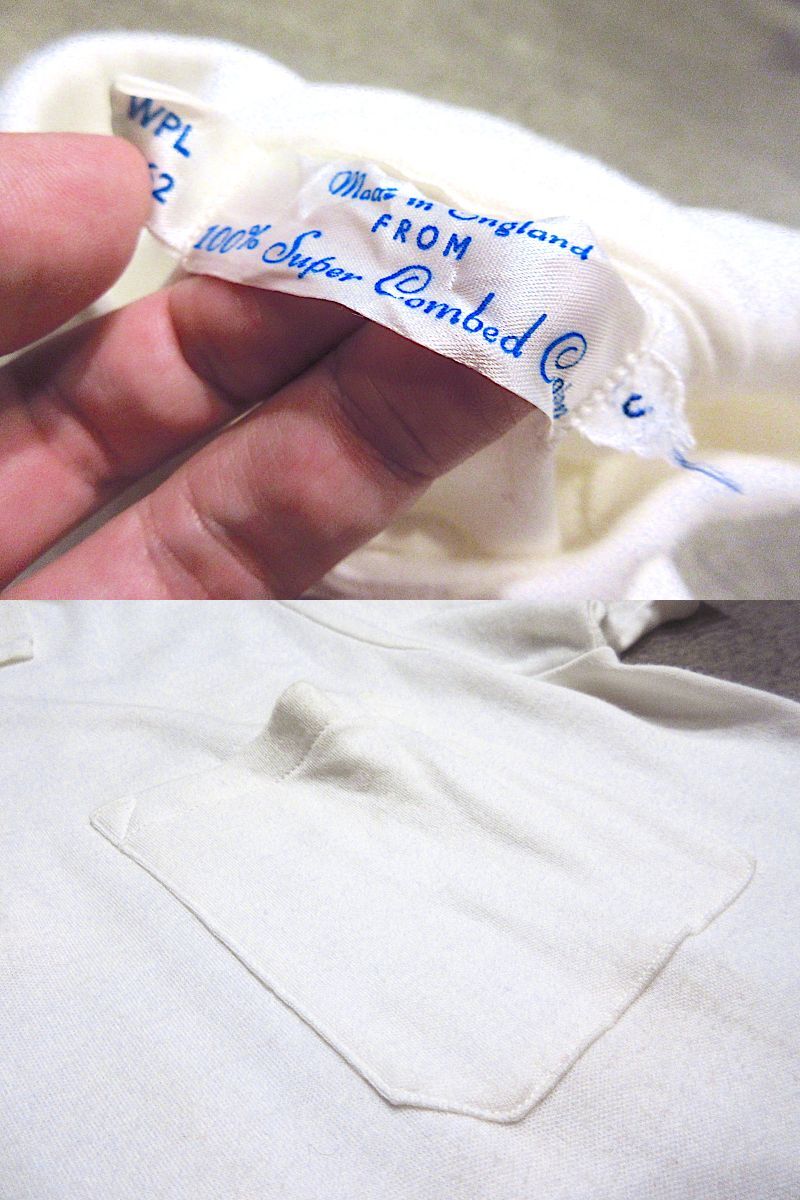 WPL
Made in England
FROM
100% Super Combed